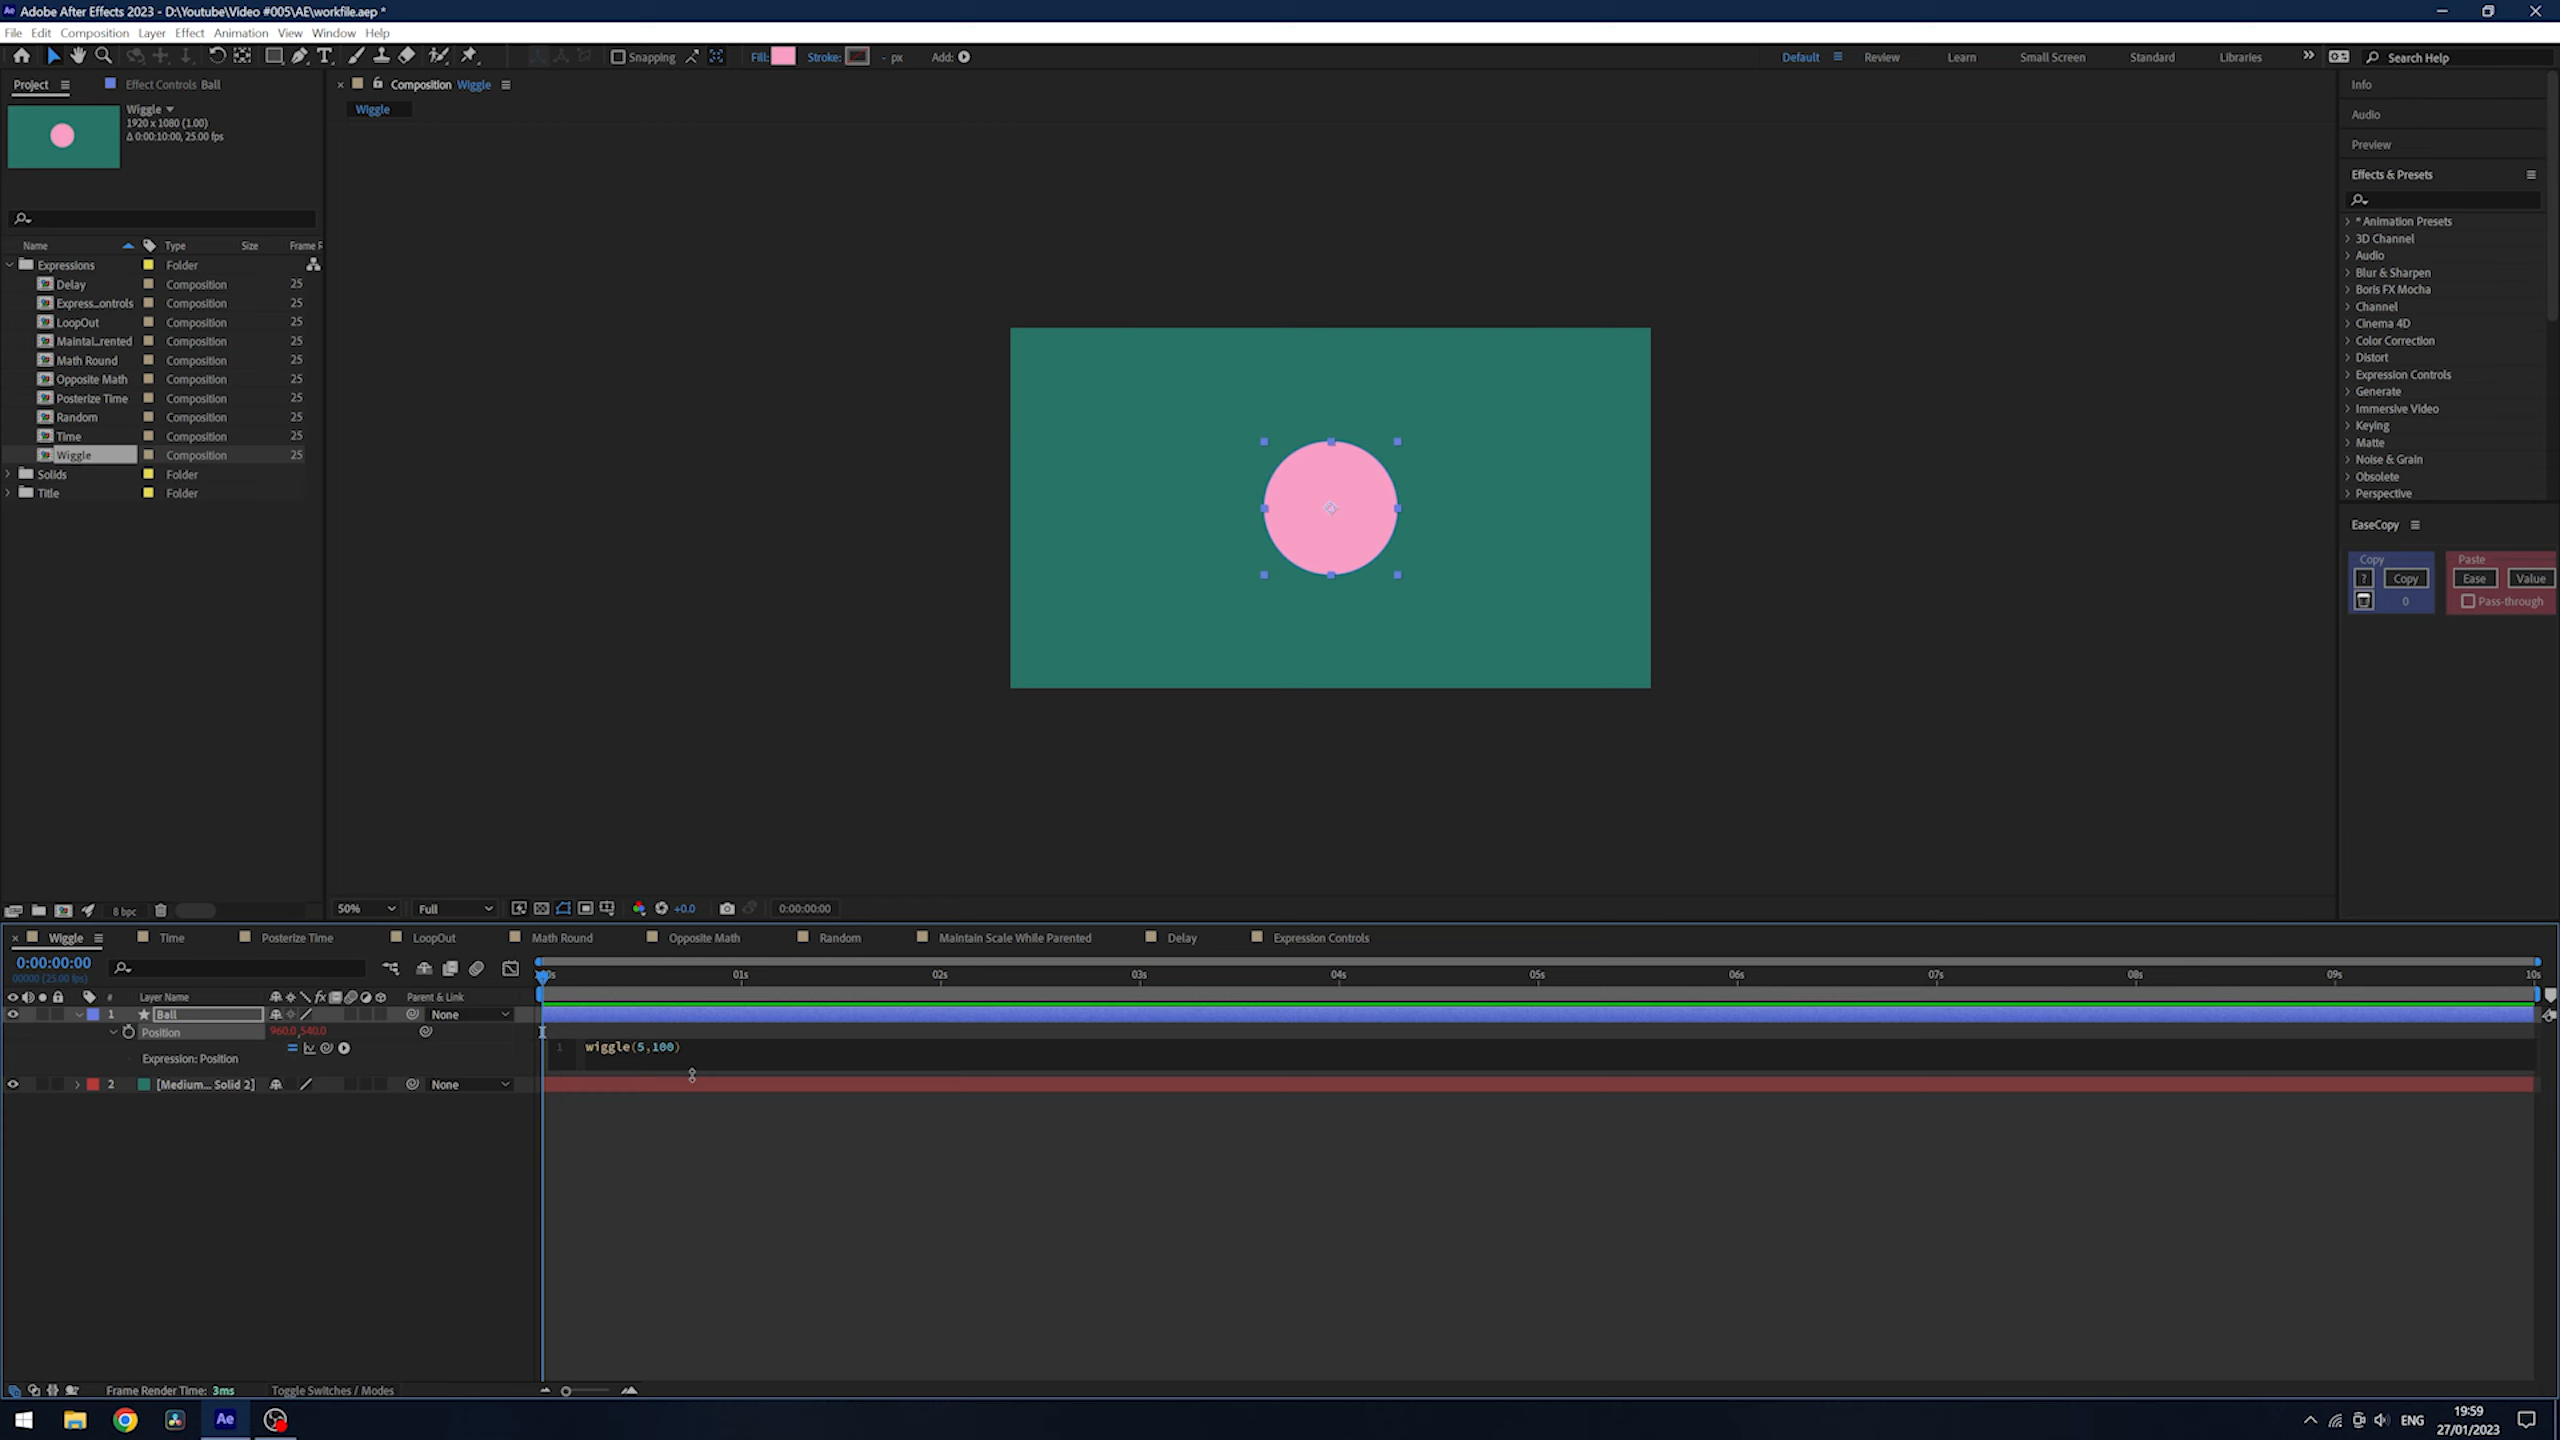 Adobe After Effects 2023 - D:\Youtube\Video #005\AE\workfile.aep *
File Edit Composition Layer Effect Animation View Window Help
Snapping Fill: Stroke: - px Add: Default Review Learn Small Screen Standard Libraries Search Help
Project Effect Controls Ball
Wiggle
1920 x 1080 (1.00)
Δ 0:00:10:00, 25.00 fps
Name Type Size Frame R
Expressions Folder
Delay Composition 25
Express...ontrols Composition 25
LoopOut Composition 25
Maintai...rented Composition 25
Math Round Composition 25
Opposite Math Composition 25
Posterize Time Composition 25
Random Composition 25
Time Composition 25
Wiggle Composition 25
Solids Folder
Title Folder
8 bpc
Composition Wiggle
Wiggle
50% Full +0.0 0:00:00:00
Info
Audio
Preview
Effects & Presets
* Animation Presets
3D Channel
Audio
Blur & Sharpen
Boris FX Mocha
Channel
Cinema 4D
Color Correction
Distort
Expression Controls
Generate
Immersive Video
Keying
Matte
Noise & Grain
Obsolete
Perspective
EaseCopy
Copy Paste
? Copy Ease Value
0 Pass-through
Wiggle Time Posterize Time LoopOut Math Round Opposite Math Random Maintain Scale While Parented Delay Expression Controls
0:00:00:00
00000 (25.00 fps)
01s 02s 03s 04s 05s 06s 07s 08s 09s 10s
# Layer Name Parent & Link
1 Ball None
Position 960.0,540.0
Expression: Position
1 wiggle(5,100)
2 [Medium... Solid 2] None
Frame Render Time: 3ms Toggle Switches / Modes
Ae
ENG
19:59
27/01/2023